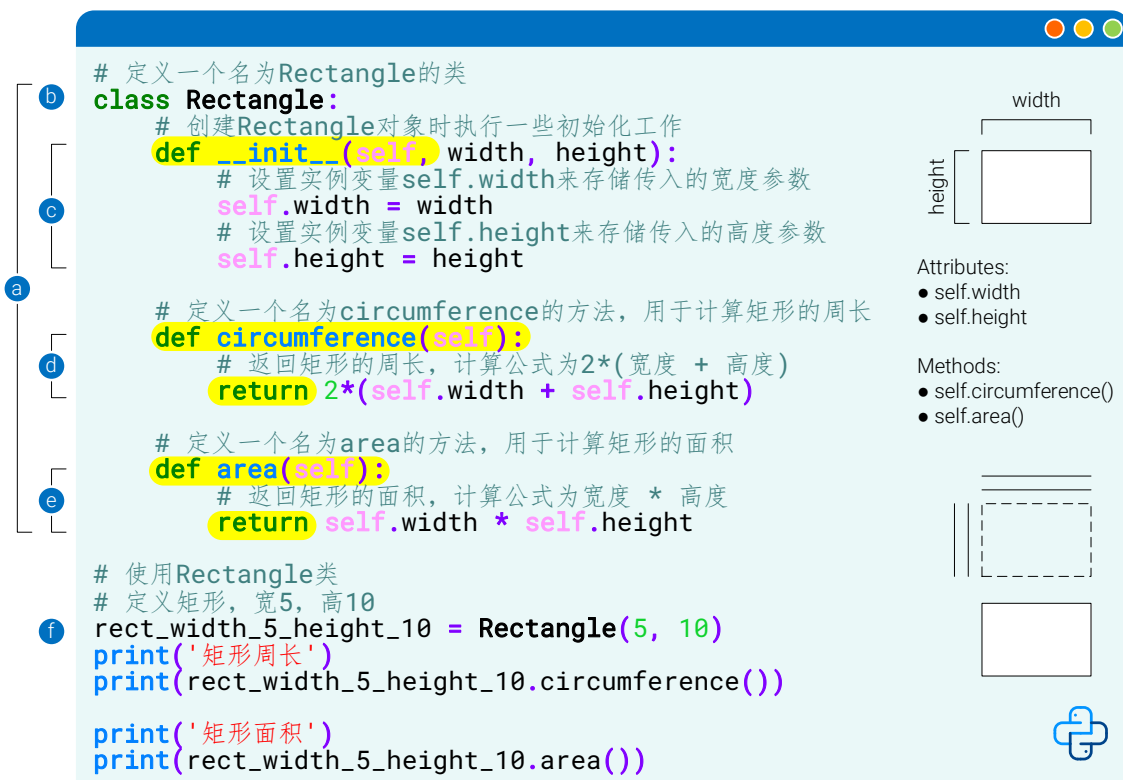 # 定义一个名为Rectangle的类
b
class Rectangle:
# 创建Rectangle对象时执行一些初始化工作
def __init__(self, width, height):
# 设置实例变量self.width来存储传入的宽度参数
c
self.width = width
# 设置实例变量self.height来存储传入的高度参数
self.height = height
a
# 定义一个名为circumference的方法，用于计算矩形的周长
def circumference(self):
d
# 返回矩形的周长，计算公式为2*(宽度 + 高度)
return 2*(self.width + self.height)
# 定义一个名为area的方法，用于计算矩形的面积
def area(self):
e
# 返回矩形的面积，计算公式为宽度 * 高度
return self.width * self.height
# 使用Rectangle类
# 定义矩形，宽5，高10
f
rect_width_5_height_10 = Rectangle(5, 10)
print('矩形周长')
print(rect_width_5_height_10.circumference())
print('矩形面积')
print(rect_width_5_height_10.area())
width
height
Attributes:
● self.width
● self.height
Methods:
● self.circumference()
● self.area()